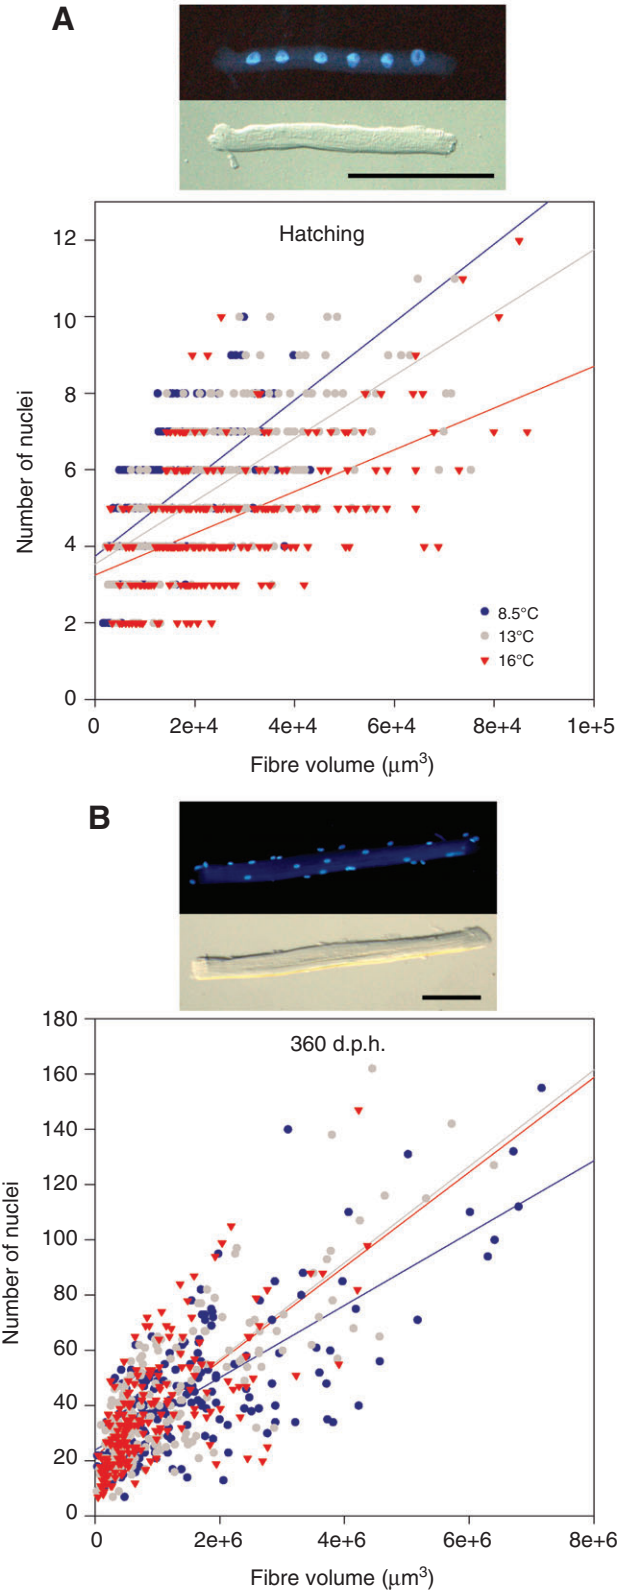 A
Hatching
12
10
8
6
4
2
0
Number of nuclei
8.5°C
13°C
16°C
0 2e+4 4e+4 6e+4 8e+4 1e+5
Fibre volume (μm³)
B
360 d.p.h.
180
160
140
120
100
80
60
40
20
0
Number of nuclei
0 2e+6 4e+6 6e+6 8e+6
Fibre volume (μm³)